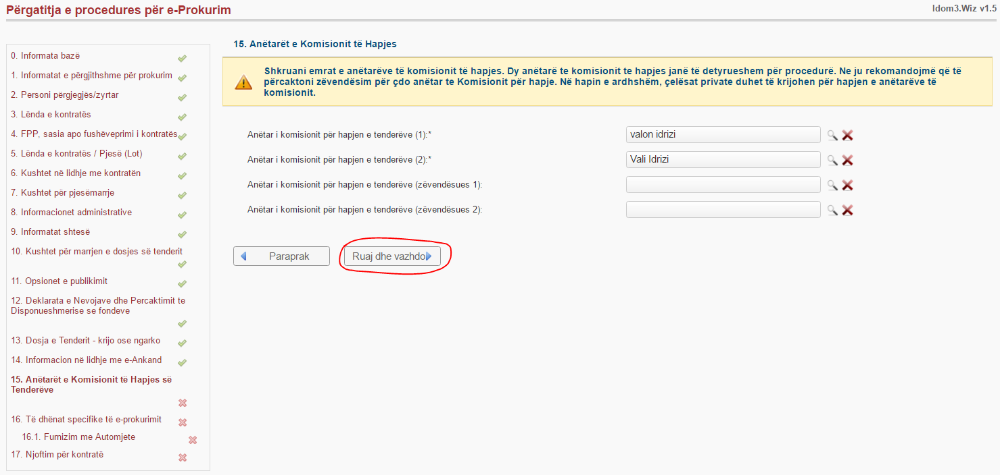 Përgatitja e procedures për e-Prokurim
Idom3.Wiz v1.5
0. Informata bazë
1. Informatat e përgjithshme për prokurim
2. Personi përgjegjës/zyrtar
3. Lënda e kontratës
4. FPP, sasia apo fushëveprimi i kontratës
5. Lënda e kontratës / Pjesë (Lot)
6. Kushtet në lidhje me kontratën
7. Kushtet për pjesëmarrje
8. Informacionet administrative
9. Informatat shtesë
10. Kushtet për marrjen e dosjes së tenderit
11. Opsionet e publikimit
12. Deklarata e Nevojave dhe Percaktimit te
Disponueshmerise se fondeve
13. Dosja e Tenderit - krijo ose ngarko
14. Informacion në lidhje me e-Ankand
15. Anëtarët e Komisionit të Hapjes së
Tenderëve
16. Të dhënat specifike të e-prokurimit
16.1. Furnizim me Automjete
17. Njoftim për kontratë
15. Anëtarët e Komisionit të Hapjes
Shkruani emrat e anëtarëve të komisionit të hapjes. Dy anëtarë te komisionit te hapjes janë të detyrueshem për procedurë. Ne ju rekomandojmë që të
përcaktoni zëvendësim për çdo anëtar te Komisionit për hapje. Në hapin e ardhshëm, çelësat private duhet të krijohen për hapjen e anëtarëve të
komisionit.
Anëtar i komisionit për hapjen e tenderëve (1):* valon idrizi
Anëtar i komisionit për hapjen e tenderëve (2):* Vali Idrizi
Anëtar i komisionit për hapjen e tenderëve (zëvendësues 1):
Anëtar i komisionit për hapjen e tenderëve (zëvendësues 2):
Paraprak Ruaj dhe vazhdo